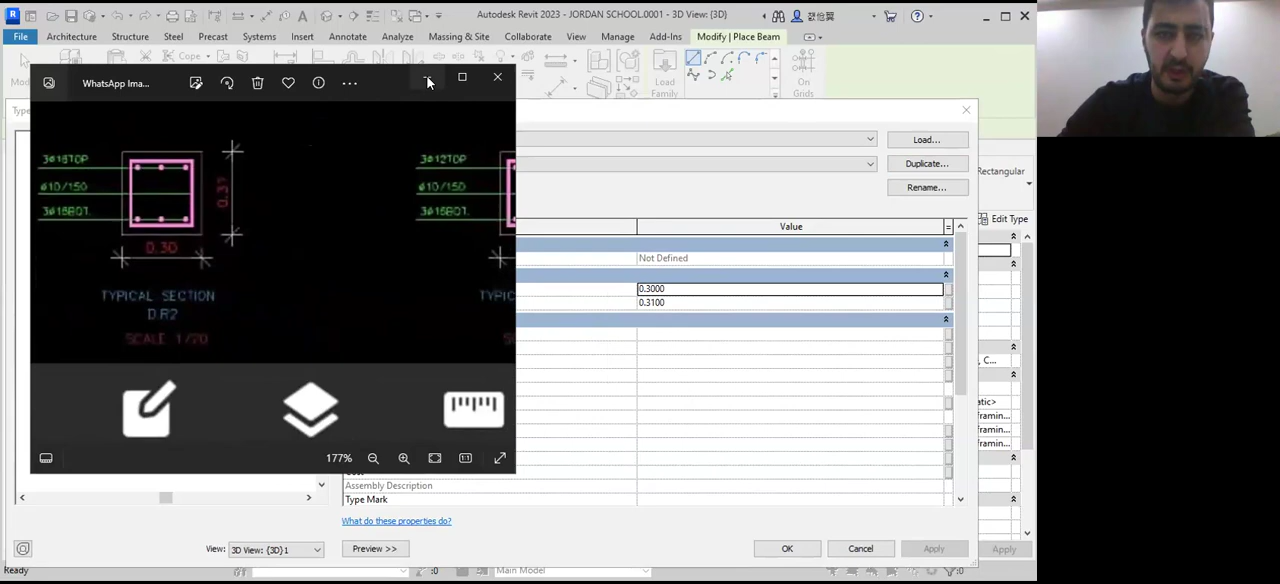 Autodesk Revit 2023 - JORDAN SCHOOL.0001 - 3D View: {3D}
File Architecture Structure Steel Precast Systems Insert Annotate Analyze Massing & Site Collaborate View Manage Add-Ins Modify | Place Beam
Cope
Load
Family
On
Grids
WhatsApp Ima...
Load...
Duplicate...
Rename...
Rectangular
Edit Type
Value
Not Defined
0.3000
0.3100
3ø16BOT.
ø10/150
0.30
TYPICAL SECTION
D.R2
SCALE 1/20
3ø12TOP
ø10/150
3ø16BOT.
177%
Assembly Description
Type Mark
What do these properties do?
View: 3D View: {3D} 1
Preview >>
OK
Cancel
Apply
Apply
Ready
:0
Main Model
:0